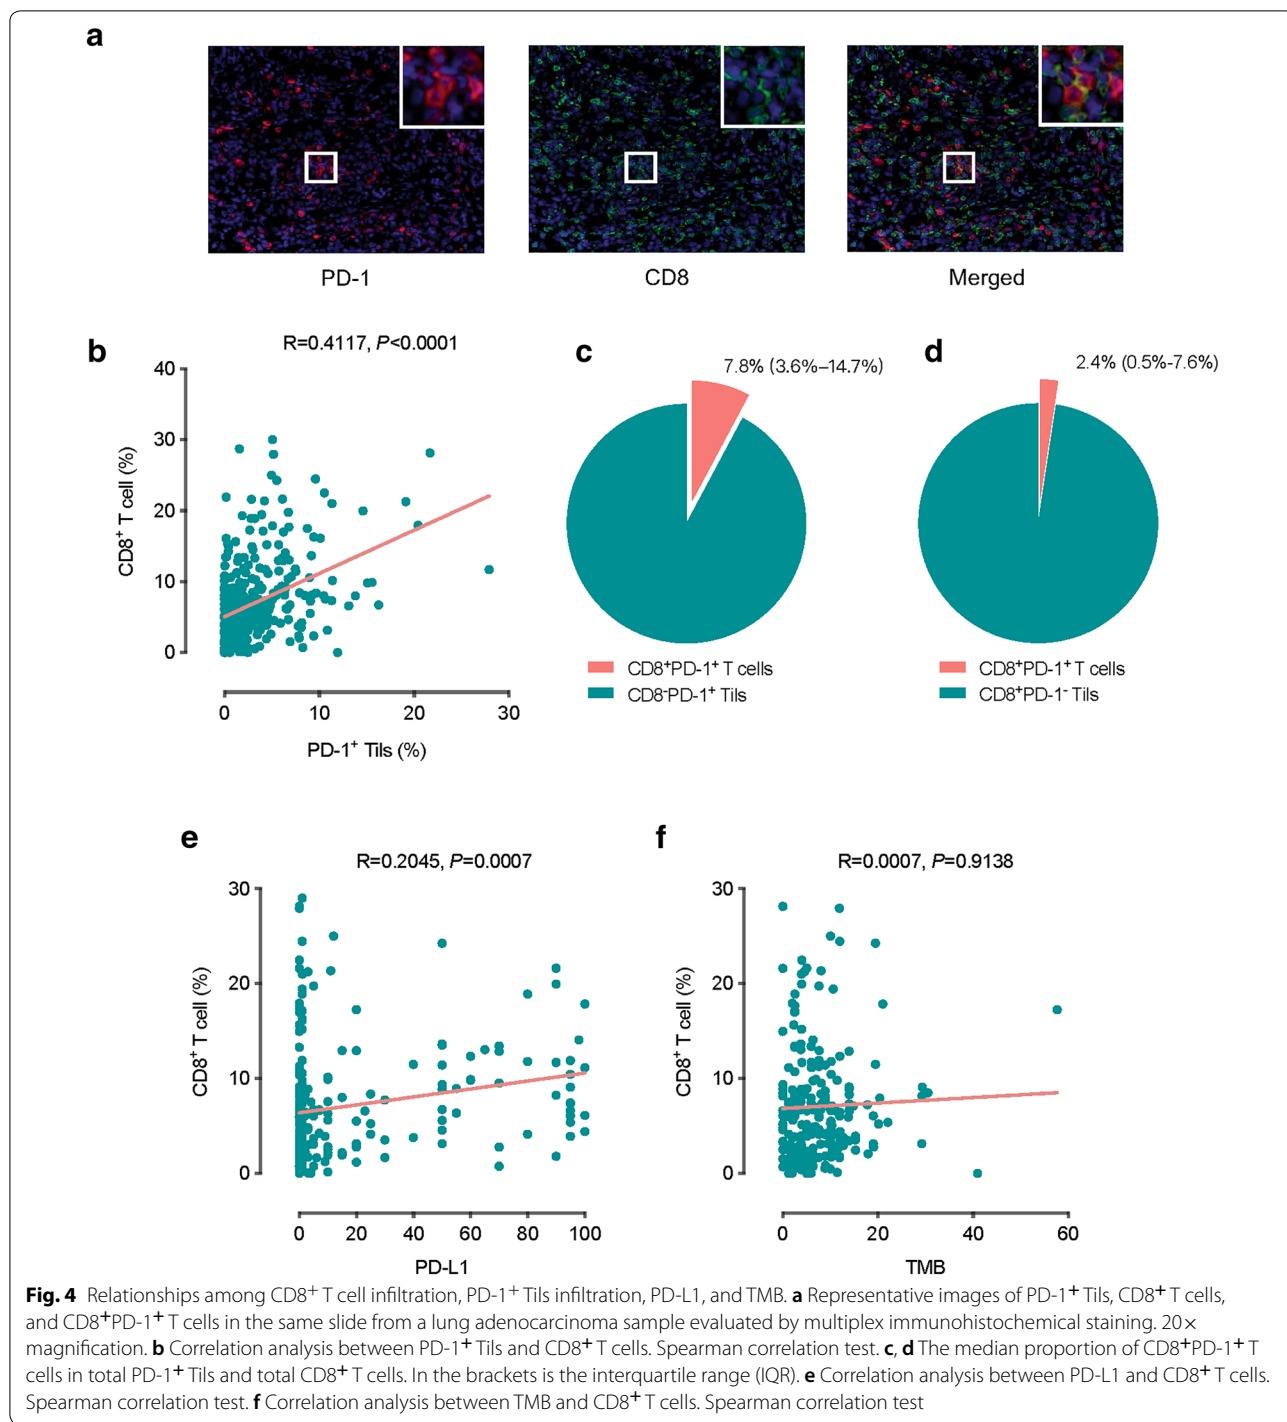 a
PD-1
CD8
Merged
b
R=0.4117, P<0.0001
40
30
20
10
0
CD8⁺ T cell (%)
0
10
20
30
PD-1⁺ Tils (%)
c
7.8% (3.6%–14.7%)
CD8⁺PD-1⁺ T cells
CD8⁻PD-1⁺ Tils
d
2.4% (0.5%-7.6%)
CD8⁺PD-1⁺ T cells
CD8⁺PD-1⁻ Tils
e
R=0.2045, P=0.0007
30
20
10
0
CD8⁺ T cell (%)
0
20
40
60
80
100
PD-L1
f
R=0.0007, P=0.9138
30
20
10
0
CD8⁺ T cell (%)
0
20
40
60
TMB
Fig. 4 Relationships among CD8⁺ T cell infiltration, PD-1⁺ Tils infiltration, PD-L1, and TMB. a Representative images of PD-1⁺ Tils, CD8⁺ T cells,
and CD8⁺PD-1⁺ T cells in the same slide from a lung adenocarcinoma sample evaluated by multiplex immunohistochemical staining. 20×
magnification. b Correlation analysis between PD-1⁺ Tils and CD8⁺ T cells. Spearman correlation test. c, d The median proportion of CD8⁺PD-1⁺ T
cells in total PD-1⁺ Tils and total CD8⁺ T cells. In the brackets is the interquartile range (IQR). e Correlation analysis between PD-L1 and CD8⁺ T cells.
Spearman correlation test. f Correlation analysis between TMB and CD8⁺ T cells. Spearman correlation test